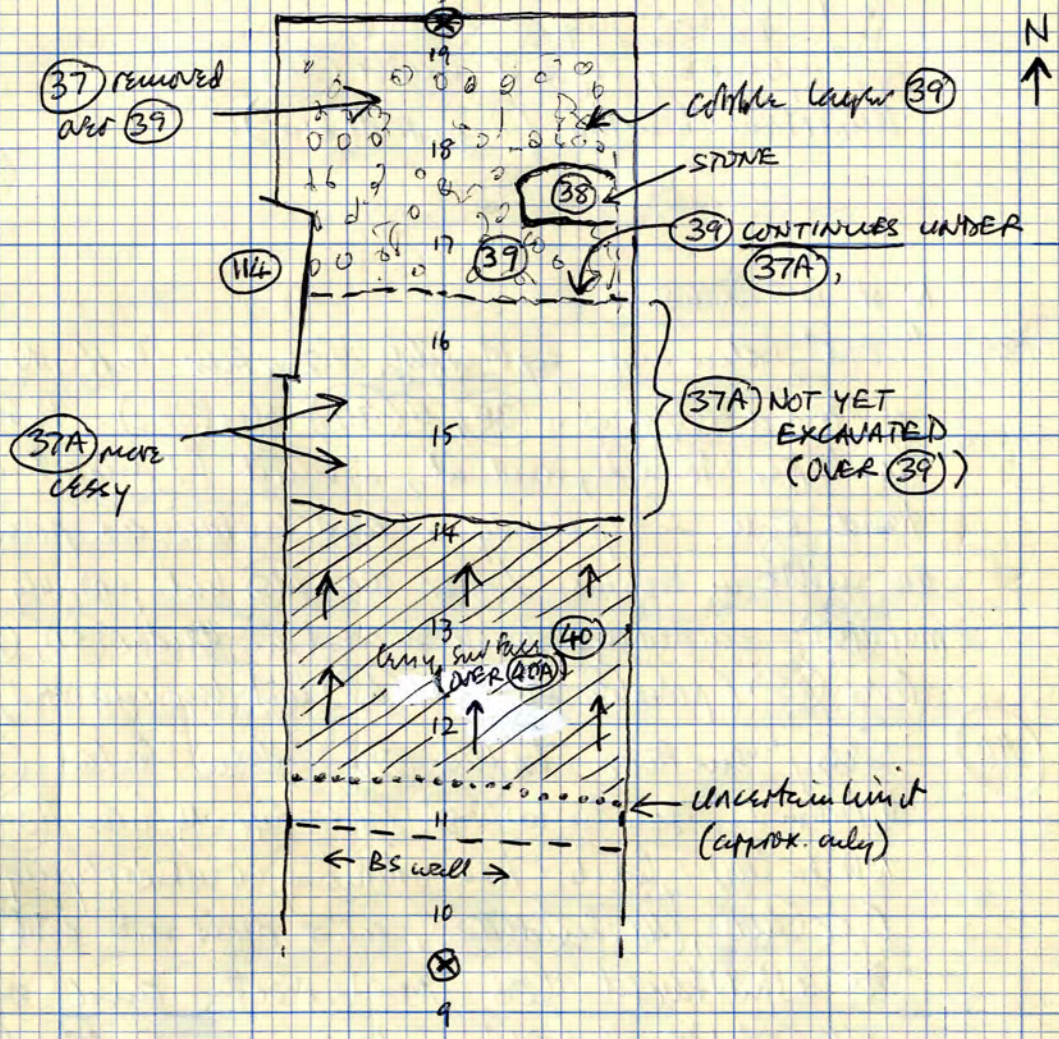 N
19
37 removed
over 39
cobble layer 39
18
STONE
38
39 CONTINUES UNDER
37A,
17
39
114
16
37A NOT YET
EXCAVATED
(OVER 39)
15
37A more
cessy
14
13
surface 40
(OVER 40A)
12
Uncertain limit
(approx. only)
11
← BS wall →
10
9